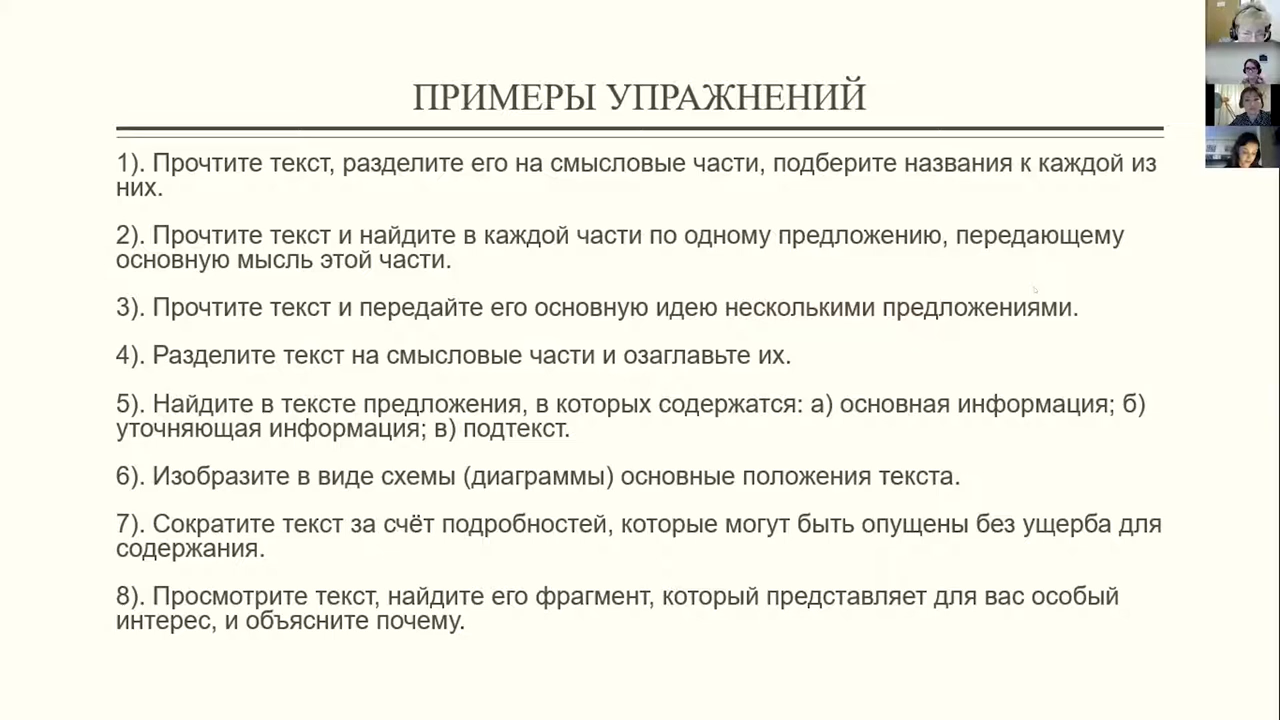 ПРИМЕРЫ УПРАЖНЕНИЙ
1). Прочтите текст, разделите его на смысловые части, подберите названия к каждой из
них.
2). Прочтите текст и найдите в каждой части по одному предложению, передающему
основную мысль этой части.
3). Прочтите текст и передайте его основную идею несколькими предложениями.
4). Разделите текст на смысловые части и озаглавьте их.
5). Найдите в тексте предложения, в которых содержатся: а) основная информация; б)
уточняющая информация; в) подтекст.
6). Изобразите в виде схемы (диаграммы) основные положения текста.
7). Сократите текст за счёт подробностей, которые могут быть опущены без ущерба для
содержания.
8). Просмотрите текст, найдите его фрагмент, который представляет для вас особый
интерес, и объясните почему.